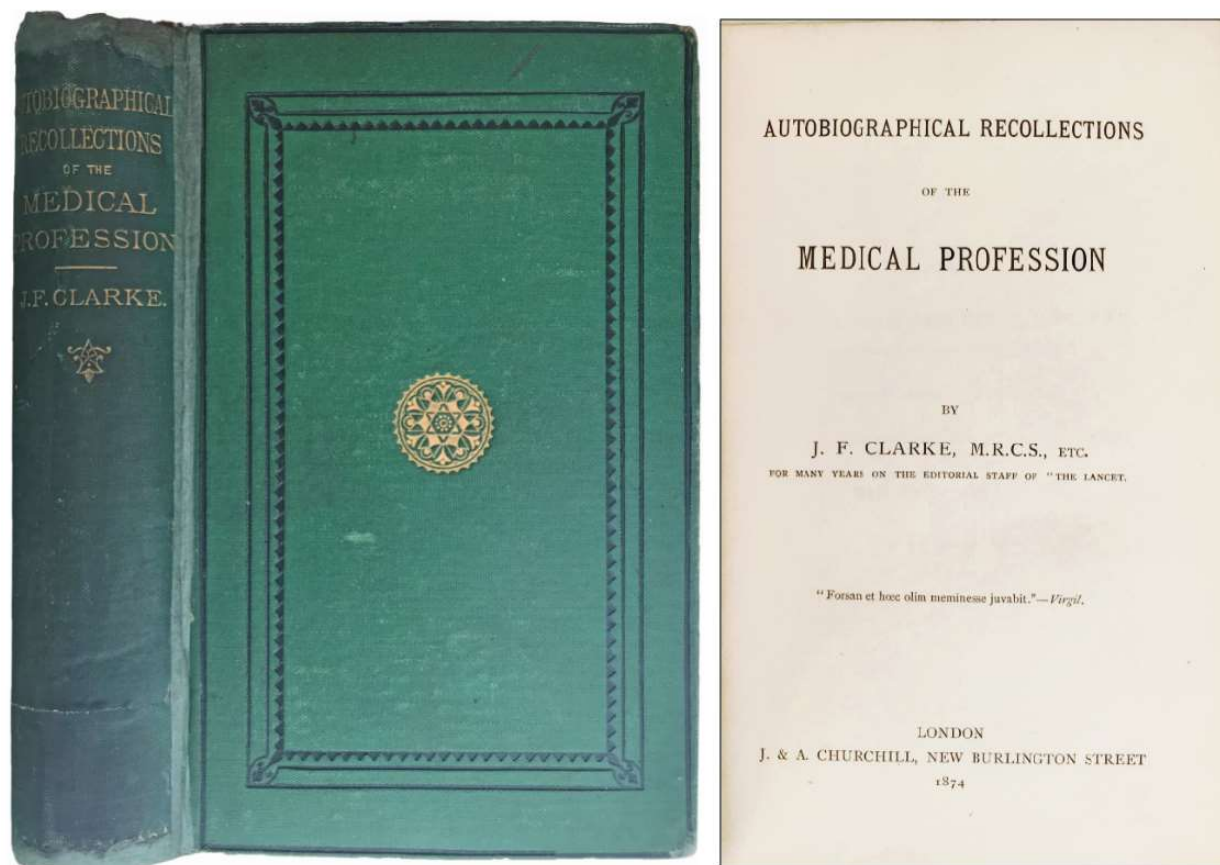 AUTOBIOGRAPHICAL
RECOLLECTIONS
OF THE
MEDICAL
PROFESSION
J.F. CLARKE.
AUTOBIOGRAPHICAL RECOLLECTIONS
OF THE
MEDICAL PROFESSION
BY
J. F. CLARKE, M.R.C.S., ETC.
FOR MANY YEARS ON THE EDITORIAL STAFF OF "THE LANCET.
"Forsan et hœc olim meminesse juvabit."—Virgil.
LONDON
J. & A. CHURCHILL, NEW BURLINGTON STREET
1874